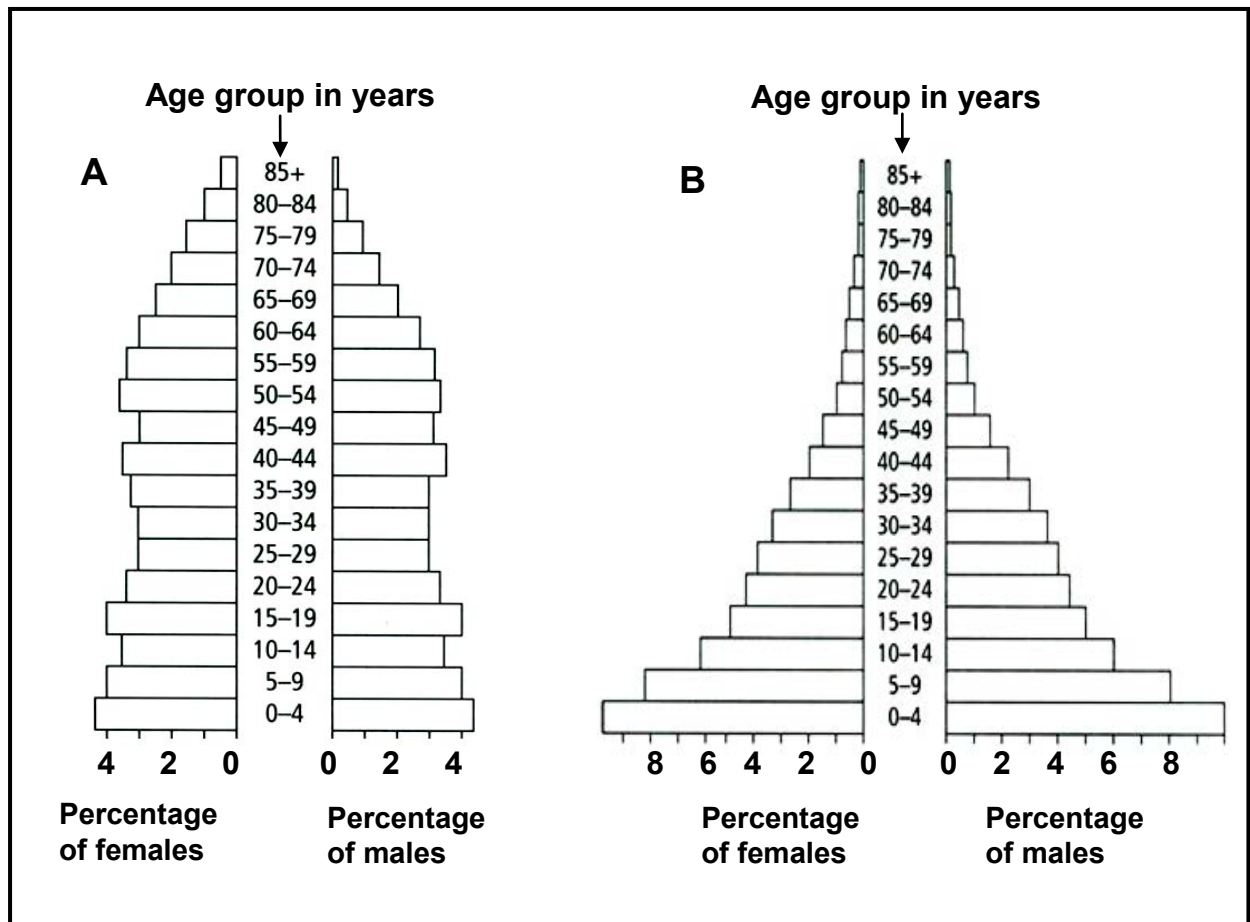 Age group in years
A
85+
80–84
75–79
70–74
65–69
60–64
55–59
50–54
45–49
40–44
35–39
30–34
25–29
20–24
15–19
10–14
5–9
0–4
4 2 0 0 2 4
Percentage
of females
Percentage
of males
Age group in years
B
85+
80–84
75–79
70–74
65–69
60–64
55–59
50–54
45–49
40–44
35–39
30–34
25–29
20–24
15–19
10–14
5–9
0–4
8 6 4 2 0 0 2 4 6 8
Percentage
of females
Percentage
of males